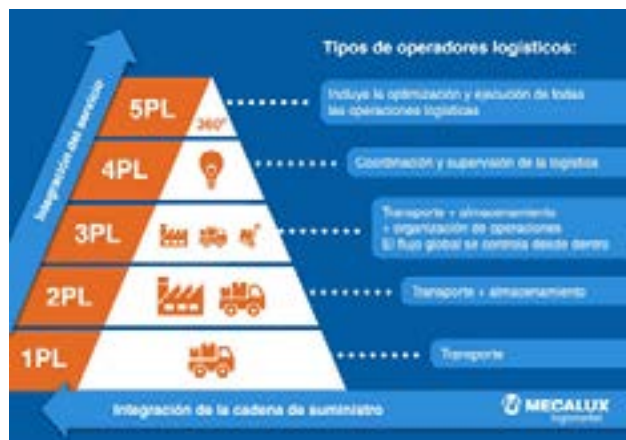 Tipos de operadores logísticos:
Integración del servicio
5PL
360°
Incluye la optimización y ejecución de todas
las operaciones logísticas
4PL
Coordinación y supervisión de la logística
3PL
Transporte + almacenamiento
+ organización de operaciones
El flujo global se controla desde dentro
2PL
Transporte + almacenamiento
1PL
Transporte
Integración de la cadena de suministro
MECALUX